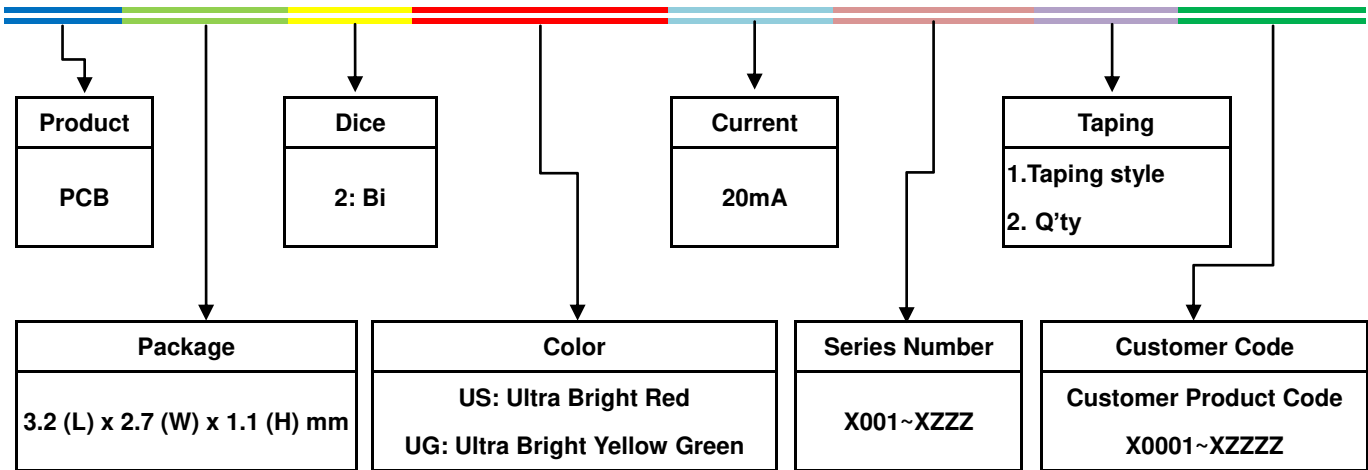 Product
PCB
Dice
2: Bi
Current
20mA
Taping
1.Taping style
2. Q’ty
Package
3.2 (L) x 2.7 (W) x 1.1 (H) mm
Color
US: Ultra Bright Red
UG: Ultra Bright Yellow Green
Series Number
X001~XZZZ
Customer Code
Customer Product Code
X0001~XZZZZ